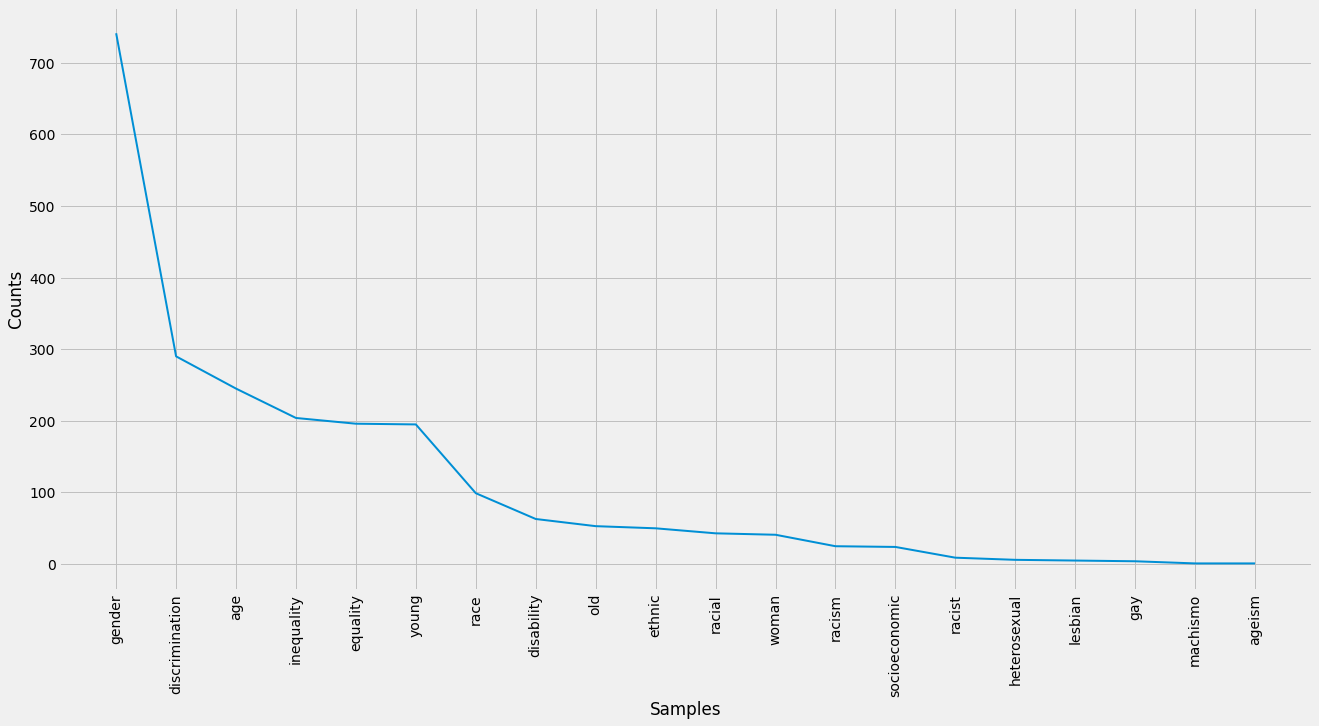 700
600
500
400
300
200
100
0
Counts
gender
discrimination
age
inequality
equality
young
race
disability
old
ethnic
racial
woman
racism
socioeconomic
racist
heterosexual
lesbian
gay
machismo
ageism
Samples